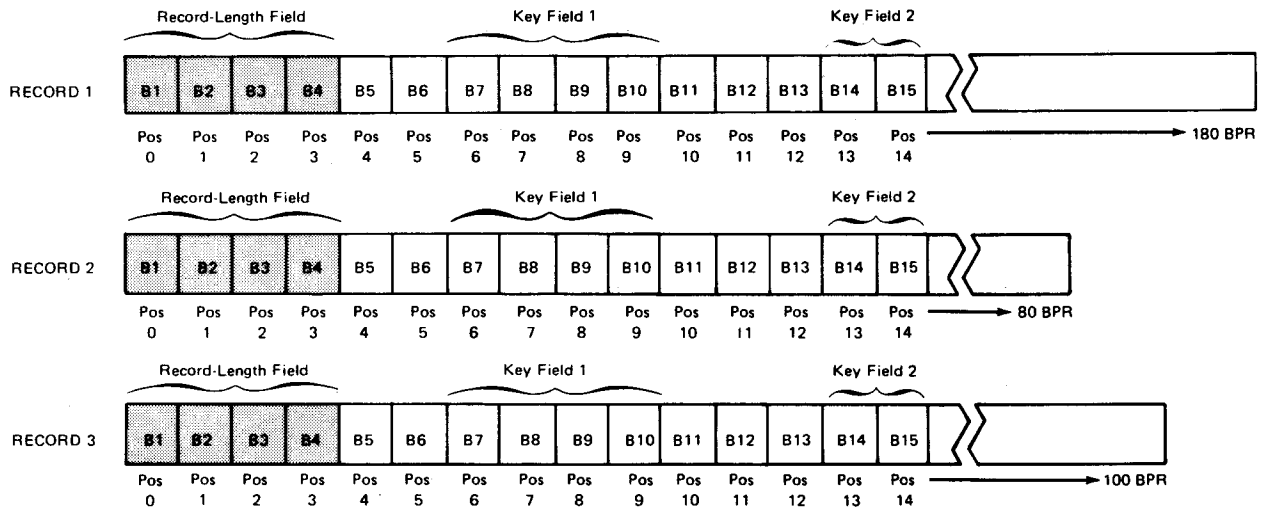 Record-Length Field Key Field 1 Key Field 2
RECORD 1 B1 B2 B3 B4 B5 B6 B7 B8 B9 B10 B11 B12 B13 B14 B15
Pos Pos Pos Pos Pos Pos Pos Pos Pos Pos Pos Pos Pos Pos Pos 180 BPR
0 1 2 3 4 5 6 7 8 9 10 11 12 13 14
Record-Length Field Key Field 1 Key Field 2
RECORD 2 B1 B2 B3 B4 B5 B6 B7 B8 B9 B10 B11 B12 B13 B14 B15
Pos Pos Pos Pos Pos Pos Pos Pos Pos Pos Pos Pos Pos Pos Pos 80 BPR
0 1 2 3 4 5 6 7 8 9 10 11 12 13 14
Record-Length Field Key Field 1 Key Field 2
RECORD 3 B1 B2 B3 B4 B5 B6 B7 B8 B9 B10 B11 B12 B13 B14 B15
Pos Pos Pos Pos Pos Pos Pos Pos Pos Pos Pos Pos Pos Pos Pos 100 BPR
0 1 2 3 4 5 6 7 8 9 10 11 12 13 14